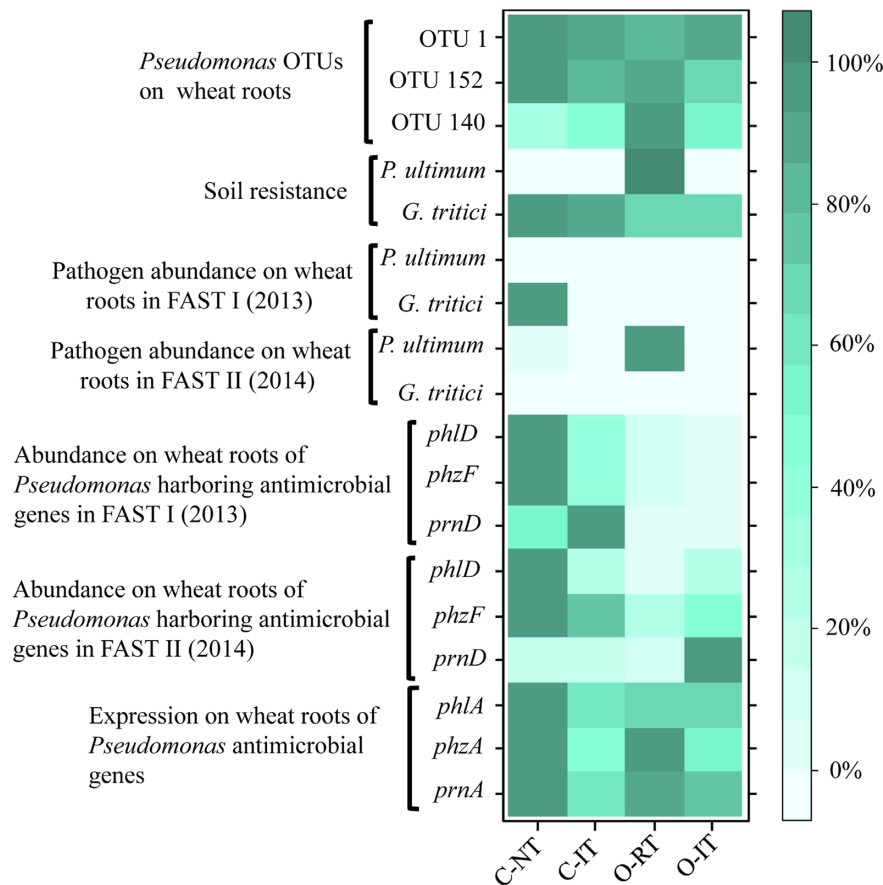 Pseudomonas OTUs
on wheat roots
OTU 1
OTU 152
OTU 140
Soil resistance
P. ultimum
G. tritici
Pathogen abundance on wheat
roots in FAST I (2013)
P. ultimum
G. tritici
Pathogen abundance on wheat
roots in FAST II (2014)
P. ultimum
G. tritici
Abundance on wheat roots of
Pseudomonas harboring antimicrobial
genes in FAST I (2013)
phlD
phzF
prnD
Abundance on wheat roots of
Pseudomonas harboring antimicrobial
genes in FAST II (2014)
phlD
phzF
prnD
Expression on wheat roots of
Pseudomonas antimicrobial
genes
phlA
phzA
prnA
C-NT
C-IT
O-RT
O-IT
100%
80%
60%
40%
20%
0%